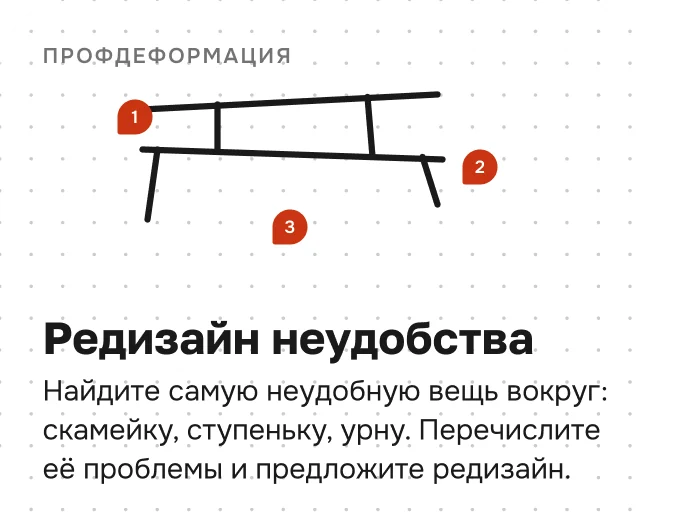 ПРОФДЕФОРМАЦИЯ
1
2
3
Редизайн неудобства
Найдите самую неудобную вещь вокруг:
скамейку, ступеньку, урну. Перечислите
её проблемы и предложите редизайн.